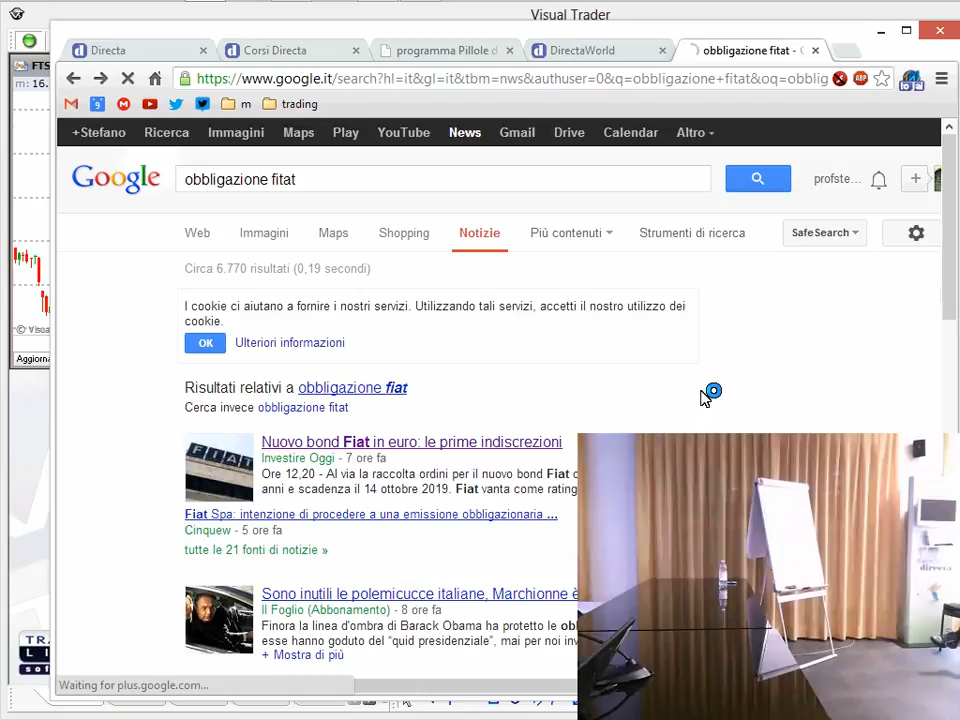 Visual Trader
Directa
Corsi Directa
programma Pillole d
DirectaWorld
obbligazione fitat - G
FTS
m: 16.
https://www.google.it/search?hl=it&gl=it&tbm=nws&authuser=0&q=obbligazione+fitat&oq=obblig
ABP
m
trading
+Stefano Ricerca Immagini Maps Play YouTube News Gmail Drive Calendar Altro
Google
obbligazione fitat
profste...
Web Immagini Maps Shopping Notizie Più contenuti Strumenti di ricerca
SafeSearch
Circa 6.770 risultati (0,19 secondi)
I cookie ci aiutano a fornire i nostri servizi. Utilizzando tali servizi, accetti il nostro utilizzo dei
cookie.
OK Ulteriori informazioni
Risultati relativi a obbligazione fiat
Cerca invece obbligazione fitat
FIAT
Nuovo bond Fiat in euro: le prime indiscrezioni
Investire Oggi - 7 ore fa
Ore 12,20 - Al via la raccolta ordini per il nuovo bond Fiat c
anni e scadenza il 14 ottobre 2019. Fiat vanta come rating
Fiat Spa: intenzione di procedere a una emissione obbligazionaria ...
Cinquew - 5 ore fa
tutte le 21 fonti di notizie »
Sono inutili le polemicucce italiane, Marchionne è
Il Foglio (Abbonamento) - 8 ore fa
Finora la linea d'ombra di Barack Obama ha protetto le ob
esse hanno goduto del "quid presidenziale", mai per noi inv
+ Mostra di più
Waiting for plus.google.com...
© Visua
Aggiorna
TR.
LI
sof
directa